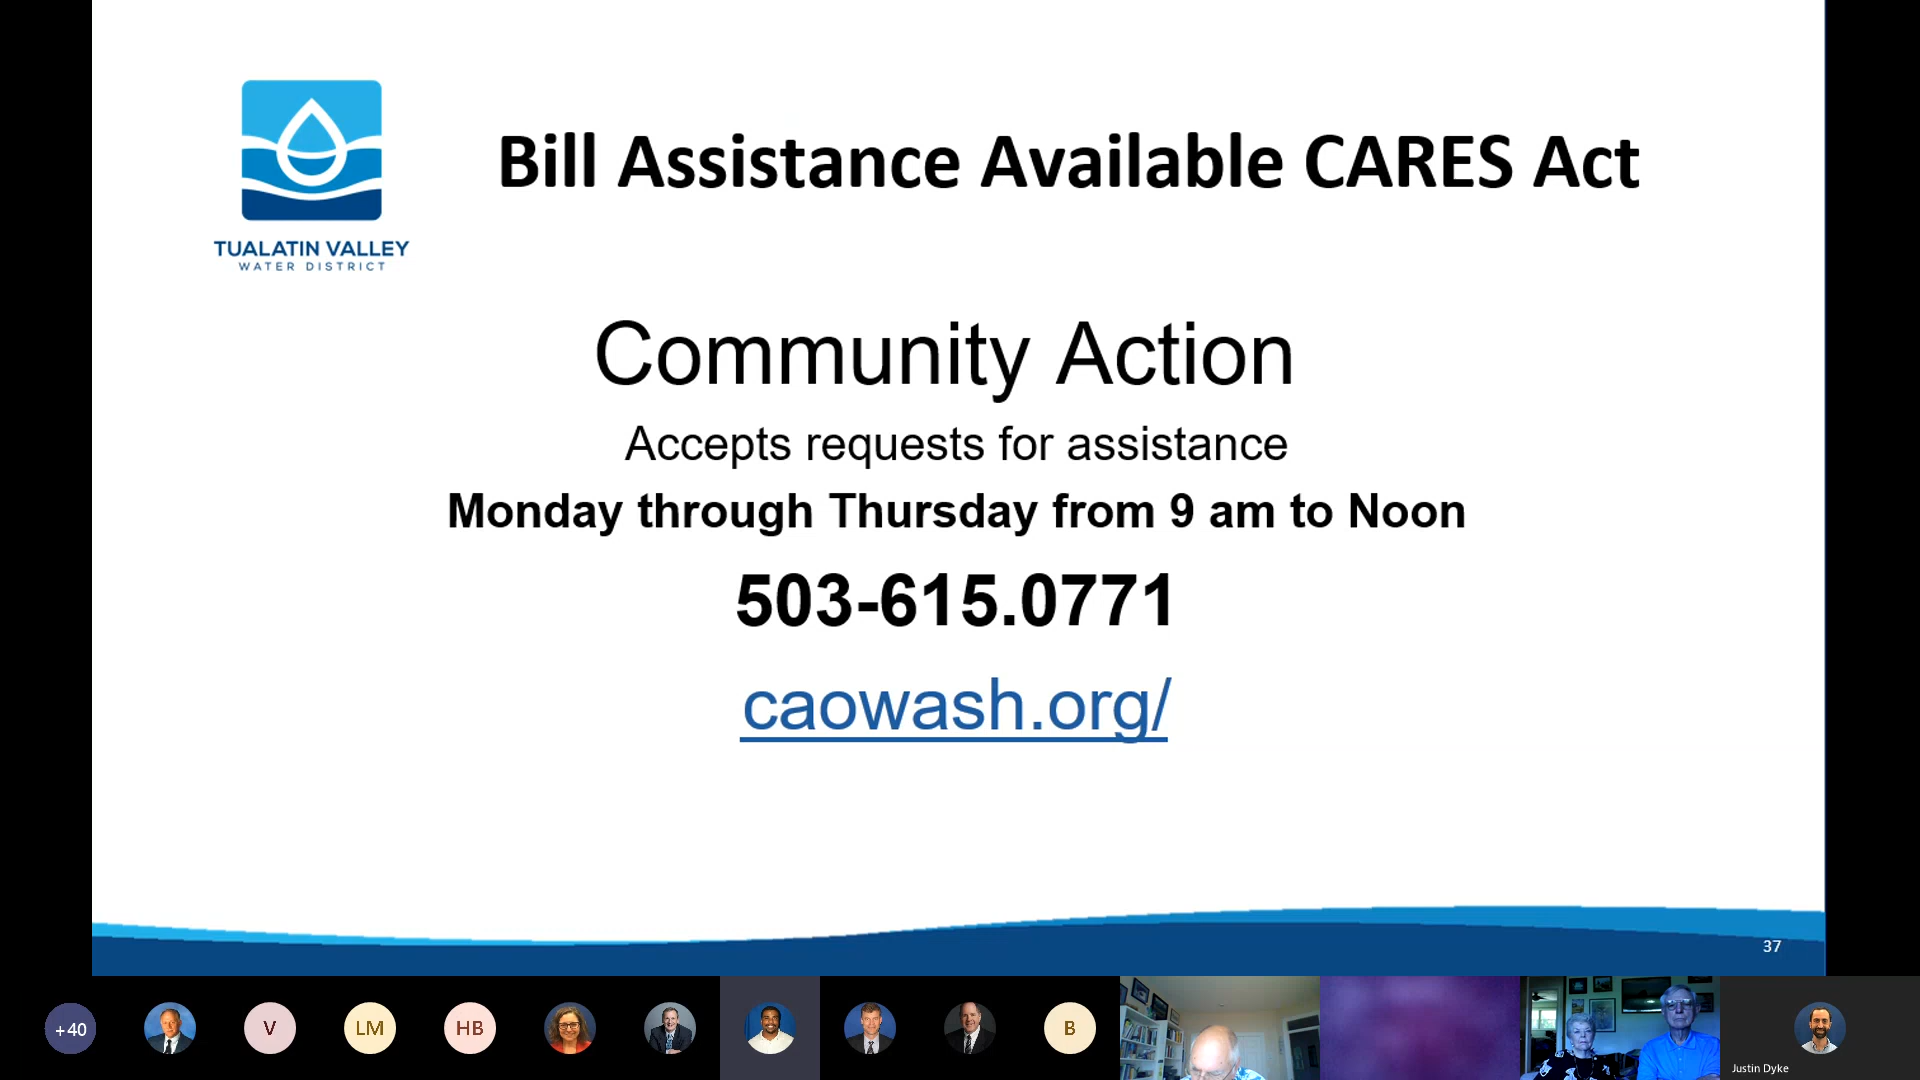 TUALATIN VALLEY
WATER DISTRICT
Bill Assistance Available CARES Act
Community Action
Accepts requests for assistance
Monday through Thursday from 9 am to Noon
503-615.0771
caowash.org/
37
+40
V
LM
HB
B
Justin Dyke